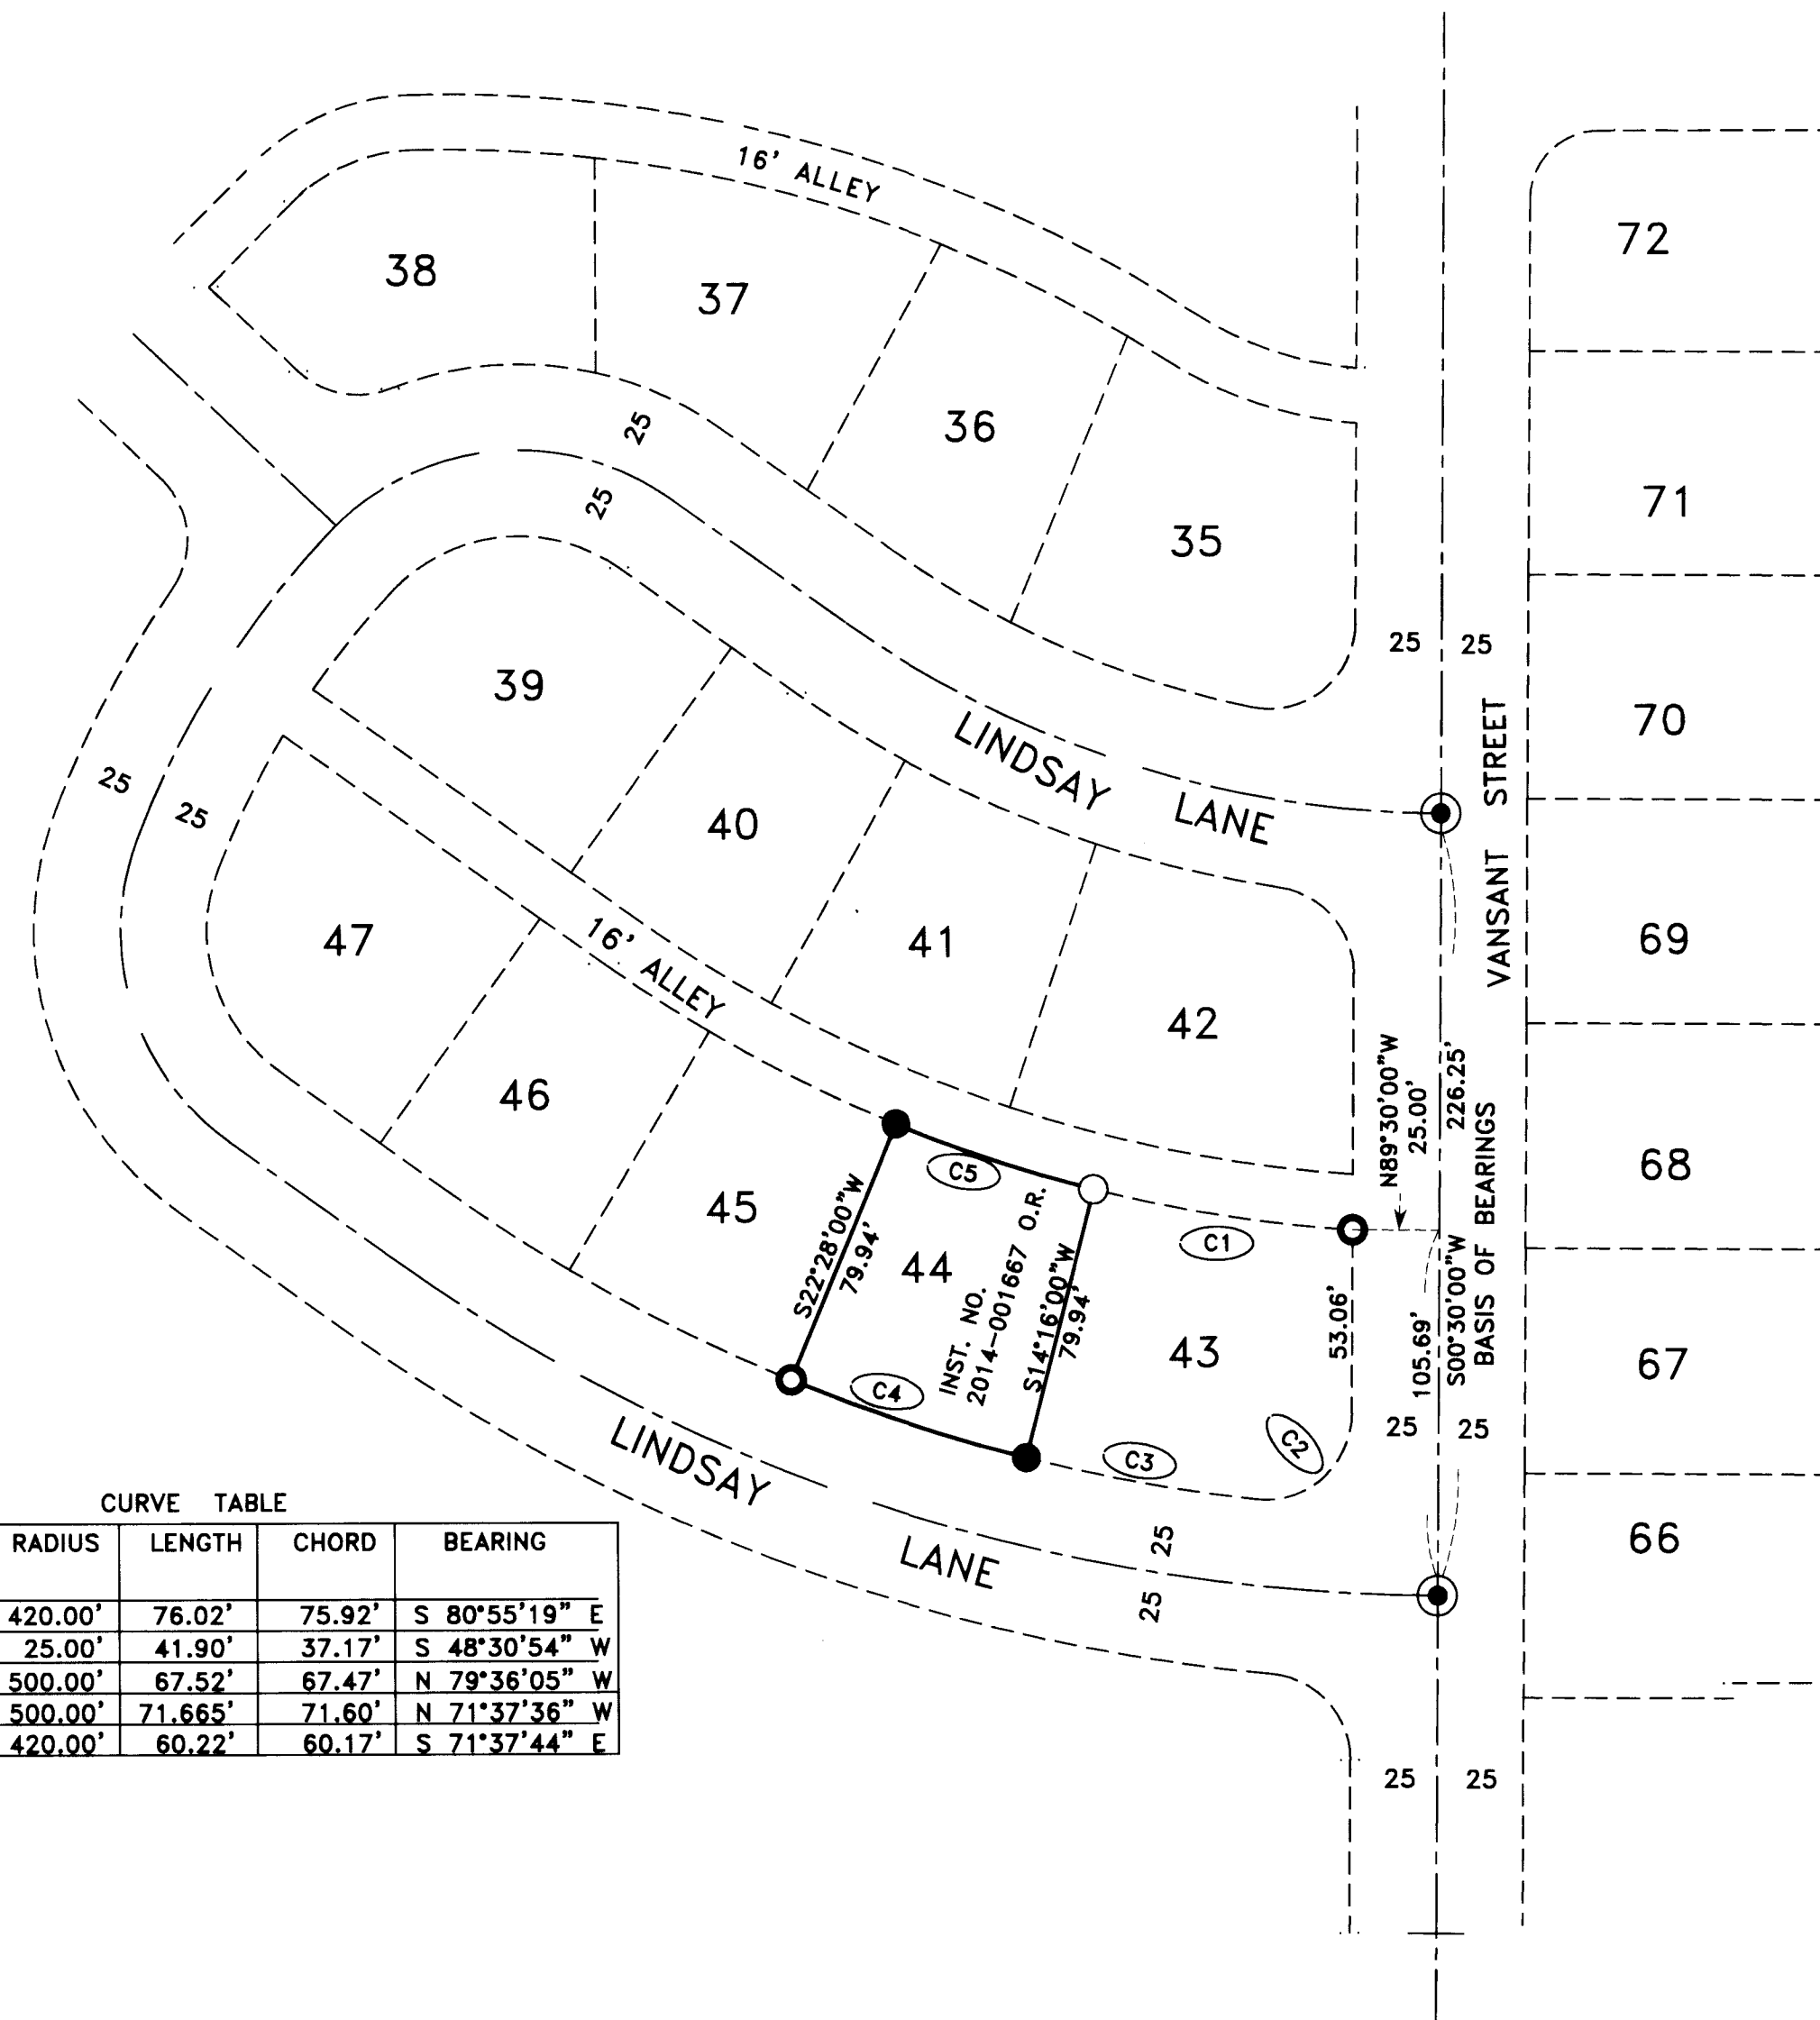 16' ALLEY
72
38
37
36
71
25
25
35
25 25
39
70
LINDSAY
LANE
VANSANT STREET
25
25
40
69
47
41
16' ALLEY
42
N89°30'00"W
25.00'
226.25'
46
68
C5
45
S22°28'00"W
79.94'
44
INST. NO.
2014-001667 O.R.
S14°16'00"W
79.94'
C1
S00°30'00"W
BASIS OF BEARINGS
53.06'
105.69'
43
67
C4
25 25
C2
C3
LINDSAY
LANE
25
25
66
CURVE TABLE
RADIUS LENGTH CHORD BEARING
420.00' 76.02' 75.92' S 80°55'19" E
25.00' 41.90' 37.17' S 48°30'54" W
500.00' 67.52' 67.47' N 79°36'05" W
500.00' 71.665' 71.60' N 71°37'36" W
420.00' 60.22' 60.17' S 71°37'44" E
25 25